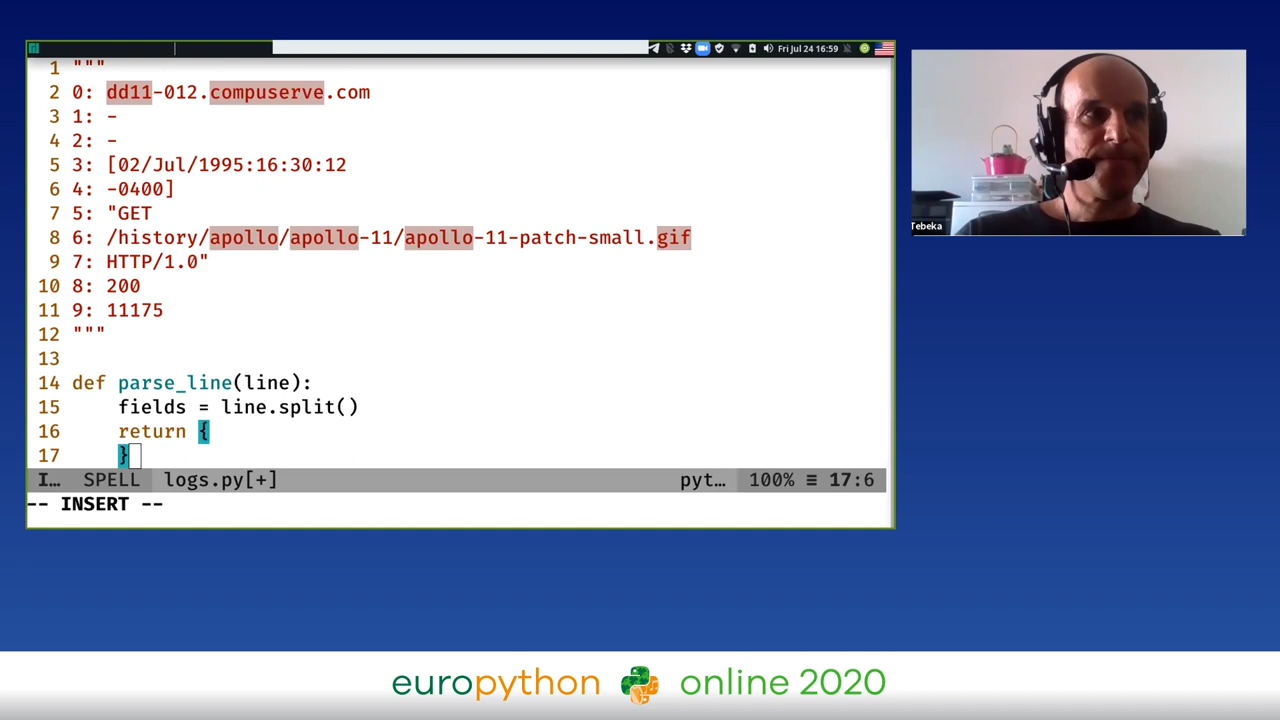 Fri Jul 24 16:59
1 """
2 0: dd11-012.compuserve.com
3 1: -
4 2: -
5 3: [02/Jul/1995:16:30:12
6 4: -0400]
7 5: "GET
8 6: /history/apollo/apollo-11/apollo-11-patch-small.gif
9 7: HTTP/1.0"
10 8: 200
11 9: 11175
12 """
13
14 def parse_line(line):
15     fields = line.split()
16     return {
17     }
I… SPELL logs.py[+] pyt… 100% ≡ 17:6
-- INSERT --
Tebeka
europython online 2020